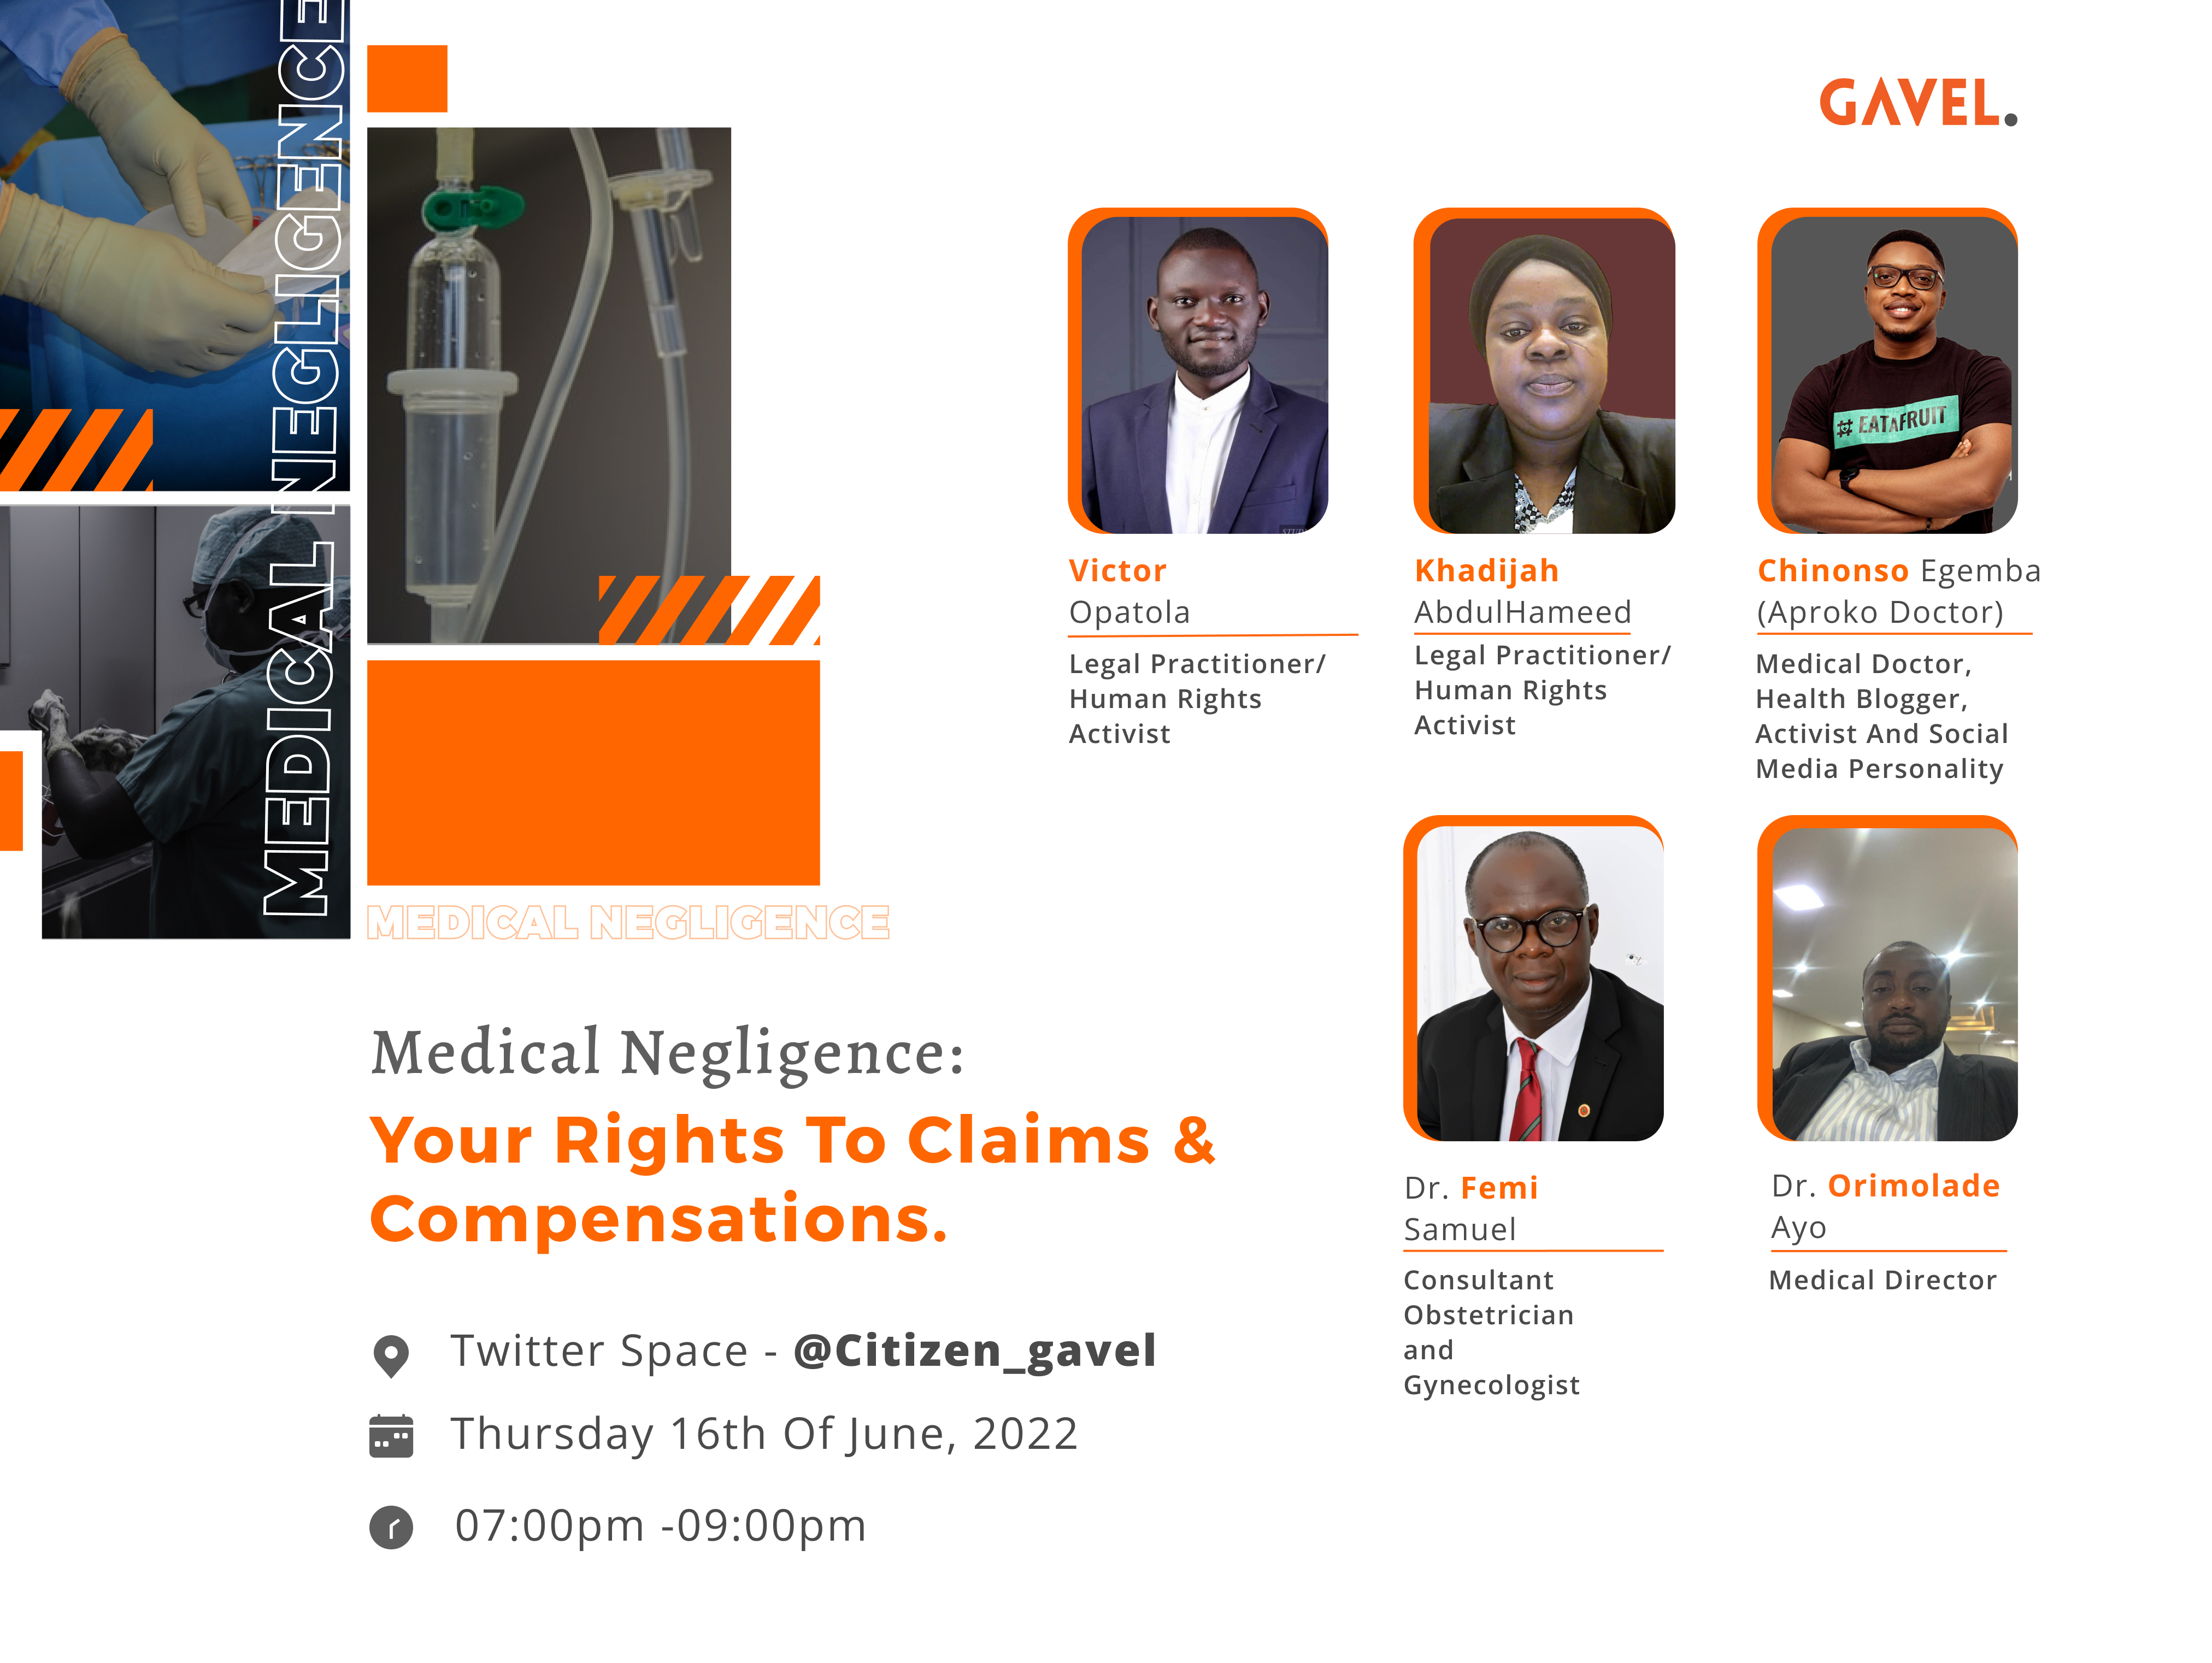 MEDICAL NEGLIGENCE
GAVEL.
# EATAFRUIT
Victor
Opatola
Legal Practitioner/
Human Rights
Activist
Khadijah
AbdulHameed
Legal Practitioner/
Human Rights
Activist
Chinonso Egemba
(Aproko Doctor)
Medical Doctor,
Health Blogger,
Activist And Social
Media Personality
MEDICAL NEGLIGENCE
Medical Negligence:
Your Rights To Claims &
Compensations.
Twitter Space - @Citizen_gavel
Thursday 16th Of June, 2022
07:00pm -09:00pm
Dr. Femi
Samuel
Consultant
Obstetrician
and
Gynecologist
Dr. Orimolade
Ayo
Medical Director